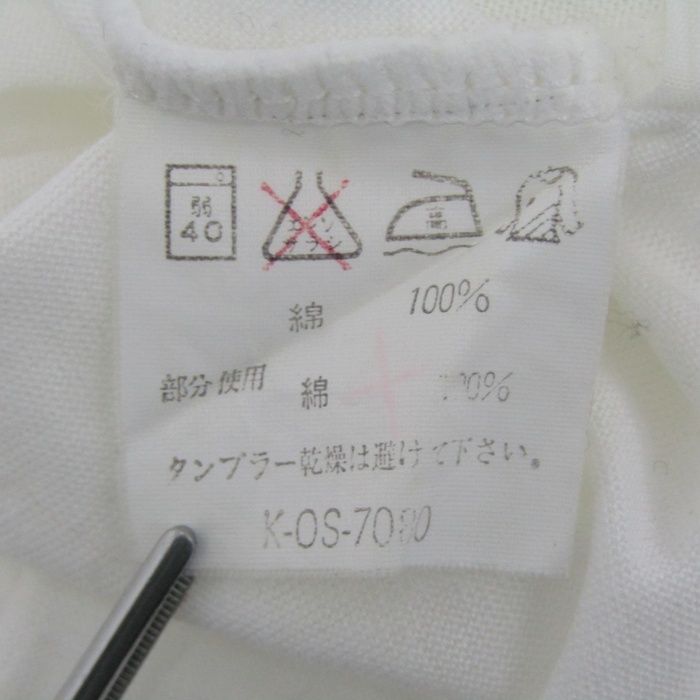 弱 高
40
エンソ
サラシ
綿 100%
部分使用 綿 100%
タンブラー乾燥は避けて下さい。
K-OS-7080